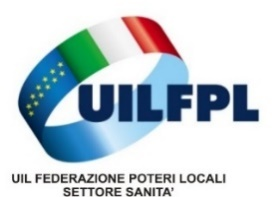 UILFPL
UIL FEDERAZIONE POTERI LOCALI
SETTORE SANITA'